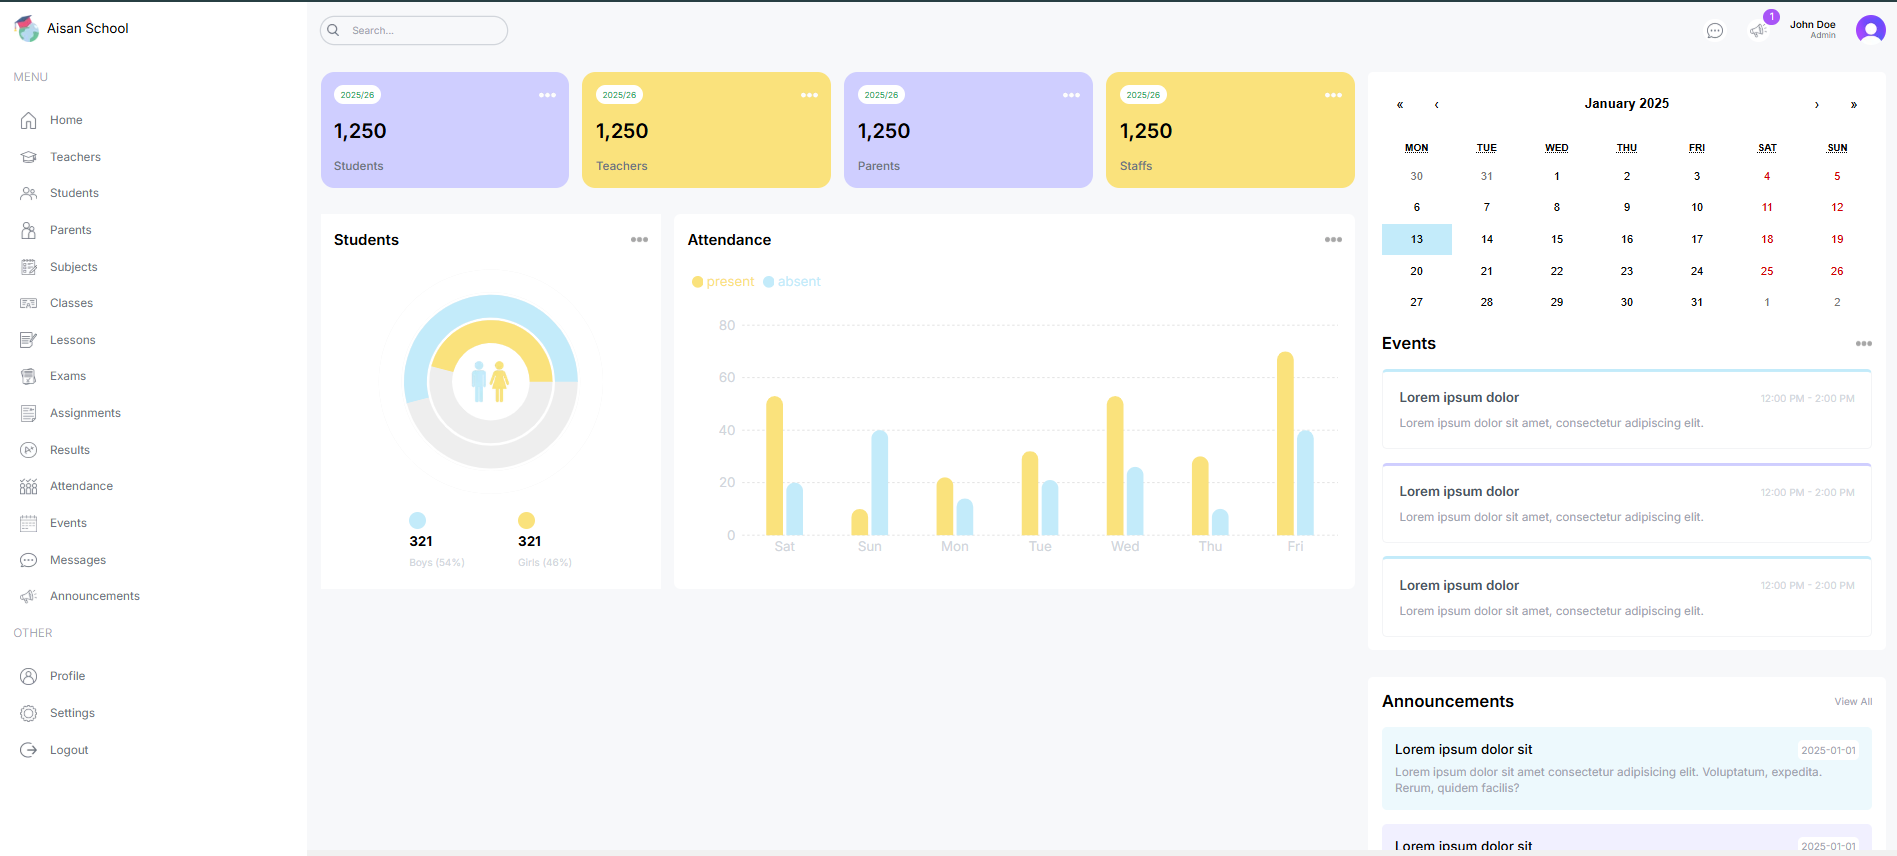 Aisan School
MENU
Home
Teachers
Students
Parents
Subjects
Classes
Lessons
Exams
Assignments
Results
Attendance
Events
Messages
Announcements
OTHER
Profile
Settings
Logout
Search...
1
John Doe
Admin
2025/26
1,250
Students
2025/26
1,250
Teachers
2025/26
1,250
Parents
2025/26
1,250
Staffs
Students
321
Boys (54%)
321
Girls (46%)
Attendance
present absent
80
60
40
20
0
Sat Sun Mon Tue Wed Thu Fri
« ‹ January 2025 › »
MON TUE WED THU FRI SAT SUN
30 31 1 2 3 4 5
6 7 8 9 10 11 12
13 14 15 16 17 18 19
20 21 22 23 24 25 26
27 28 29 30 31 1 2
Events
Lorem ipsum dolor 12:00 PM - 2:00 PM
Lorem ipsum dolor sit amet, consectetur adipiscing elit.
Lorem ipsum dolor 12:00 PM - 2:00 PM
Lorem ipsum dolor sit amet, consectetur adipiscing elit.
Lorem ipsum dolor 12:00 PM - 2:00 PM
Lorem ipsum dolor sit amet, consectetur adipiscing elit.
Announcements View All
Lorem ipsum dolor sit 2025-01-01
Lorem ipsum dolor sit amet consectetur adipisicing elit. Voluptatum, expedita.
Rerum, quidem facilis?
Lorem ipsum dolor sit 2025-01-01